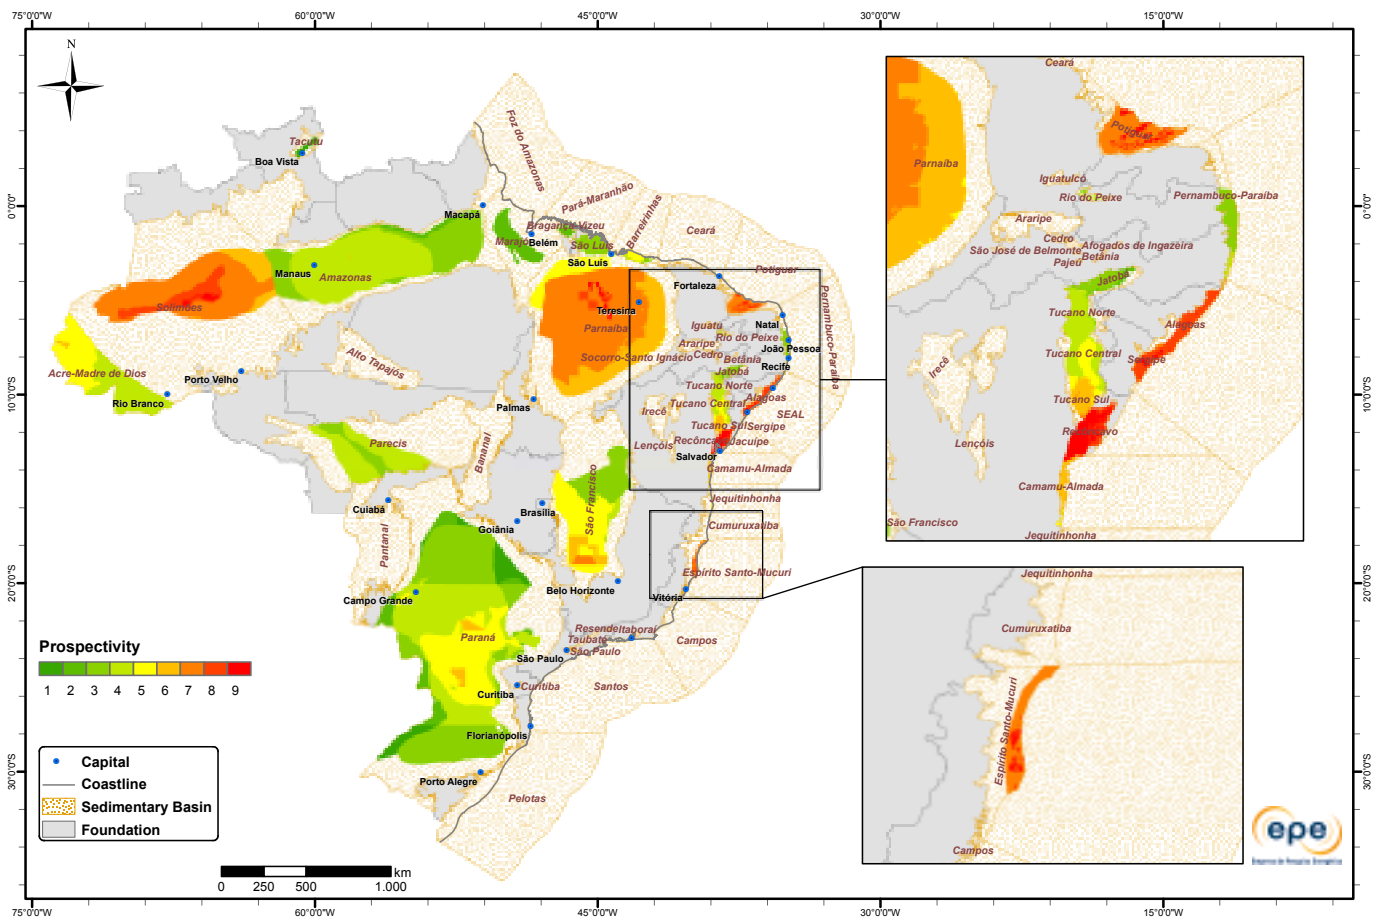 75°0'0"W
60°0'0"W
45°0'0"W
30°0'0"W
15°0'0"W
N
0°0'0"
10°0'0"S
20°0'0"S
30°0'0"S
Tacutu
Boa Vista
Foz do Amazonas
Pará-Maranhão
Macapá
Bragança-Vizeu
Marajó
Belém
São Luís
São Luís
Barreirinhas
Ceará
Manaus
Amazonas
Solimões
Potiguar
Fortaleza
Teresina
Parnaíba
Natal
Pernambuco-Paraíba
Iguatu
Rio do Peixe
Araripe
João Pessoa
Socorro-Santo Ignácio
Cedro
Betânia
Recife
Jatobá
Alto Tapajós
Acre-Madre de Dios
Porto Velho
Rio Branco
Palmas
Tucano Norte
Alagoas
Irecê
Tucano Central
SEAL
Tucano Sul
Sergipe
Lençóis
Jacuípe
Salvador
Camamu-Almada
Parecis
Bananal
São Francisco
Jequitinhonha
Cuiabá
Brasília
Goiânia
Cumuruxatiba
Pantanal
Espírito Santo-Mucuri
Belo Horizonte
Vitória
Campo Grande
Resende
Itaboraí
Taubaté
São Paulo
São Paulo
Campos
Paraná
Curitiba
Curitiba
Santos
Florianópolis
Porto Alegre
Pelotas
Prospectivity
1 2 3 4 5 6 7 8 9
Capital
Coastline
Sedimentary Basin
Foundation
km
0 250 500 1.000
Ceará
Potiguar
Parnaíba
Rio do Peixe
Pernambuco-Paraíba
Araripe
Cedro
São José de Belmonte
Afogados de Ingazeira
Pajeú
Betânia
Jatobá
Tucano Norte
Alagoas
Tucano Central
Sergipe
Irecê
Tucano Sul
Recôncavo
Lençóis
Camamu-Almada
São Francisco
Jequitinhonha
Jequitinhonha
Cumuruxatiba
Espírito Santo-Mucuri
Campos
epe
Empresa de Pesquisa Energética
0°0'0"
10°0'0"S
20°0'0"S
30°0'0"S
75°0'0"W
60°0'0"W
45°0'0"W
30°0'0"W
15°0'0"W